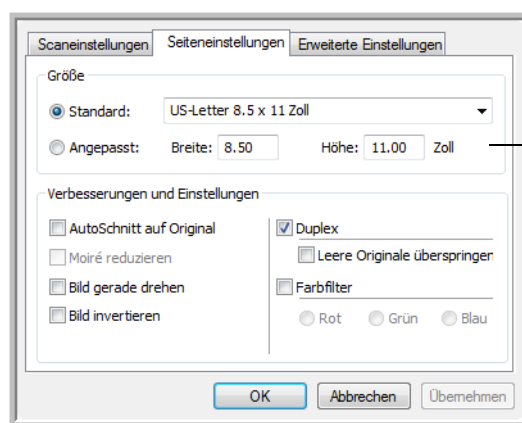 Scaneinstellungen Seiteneinstellungen Erweiterte Einstellungen
Größe
Standard: US-Letter 8.5 x 11 Zoll
Angepasst: Breite: 8.50 Höhe: 11.00 Zoll
Verbesserungen und Einstellungen
AutoSchnitt auf Original
Moiré reduzieren
Bild gerade drehen
Bild invertieren
Duplex
Leere Originale überspringen
Farbfilter
Rot Grün Blau
OK Abbrechen Übernehmen